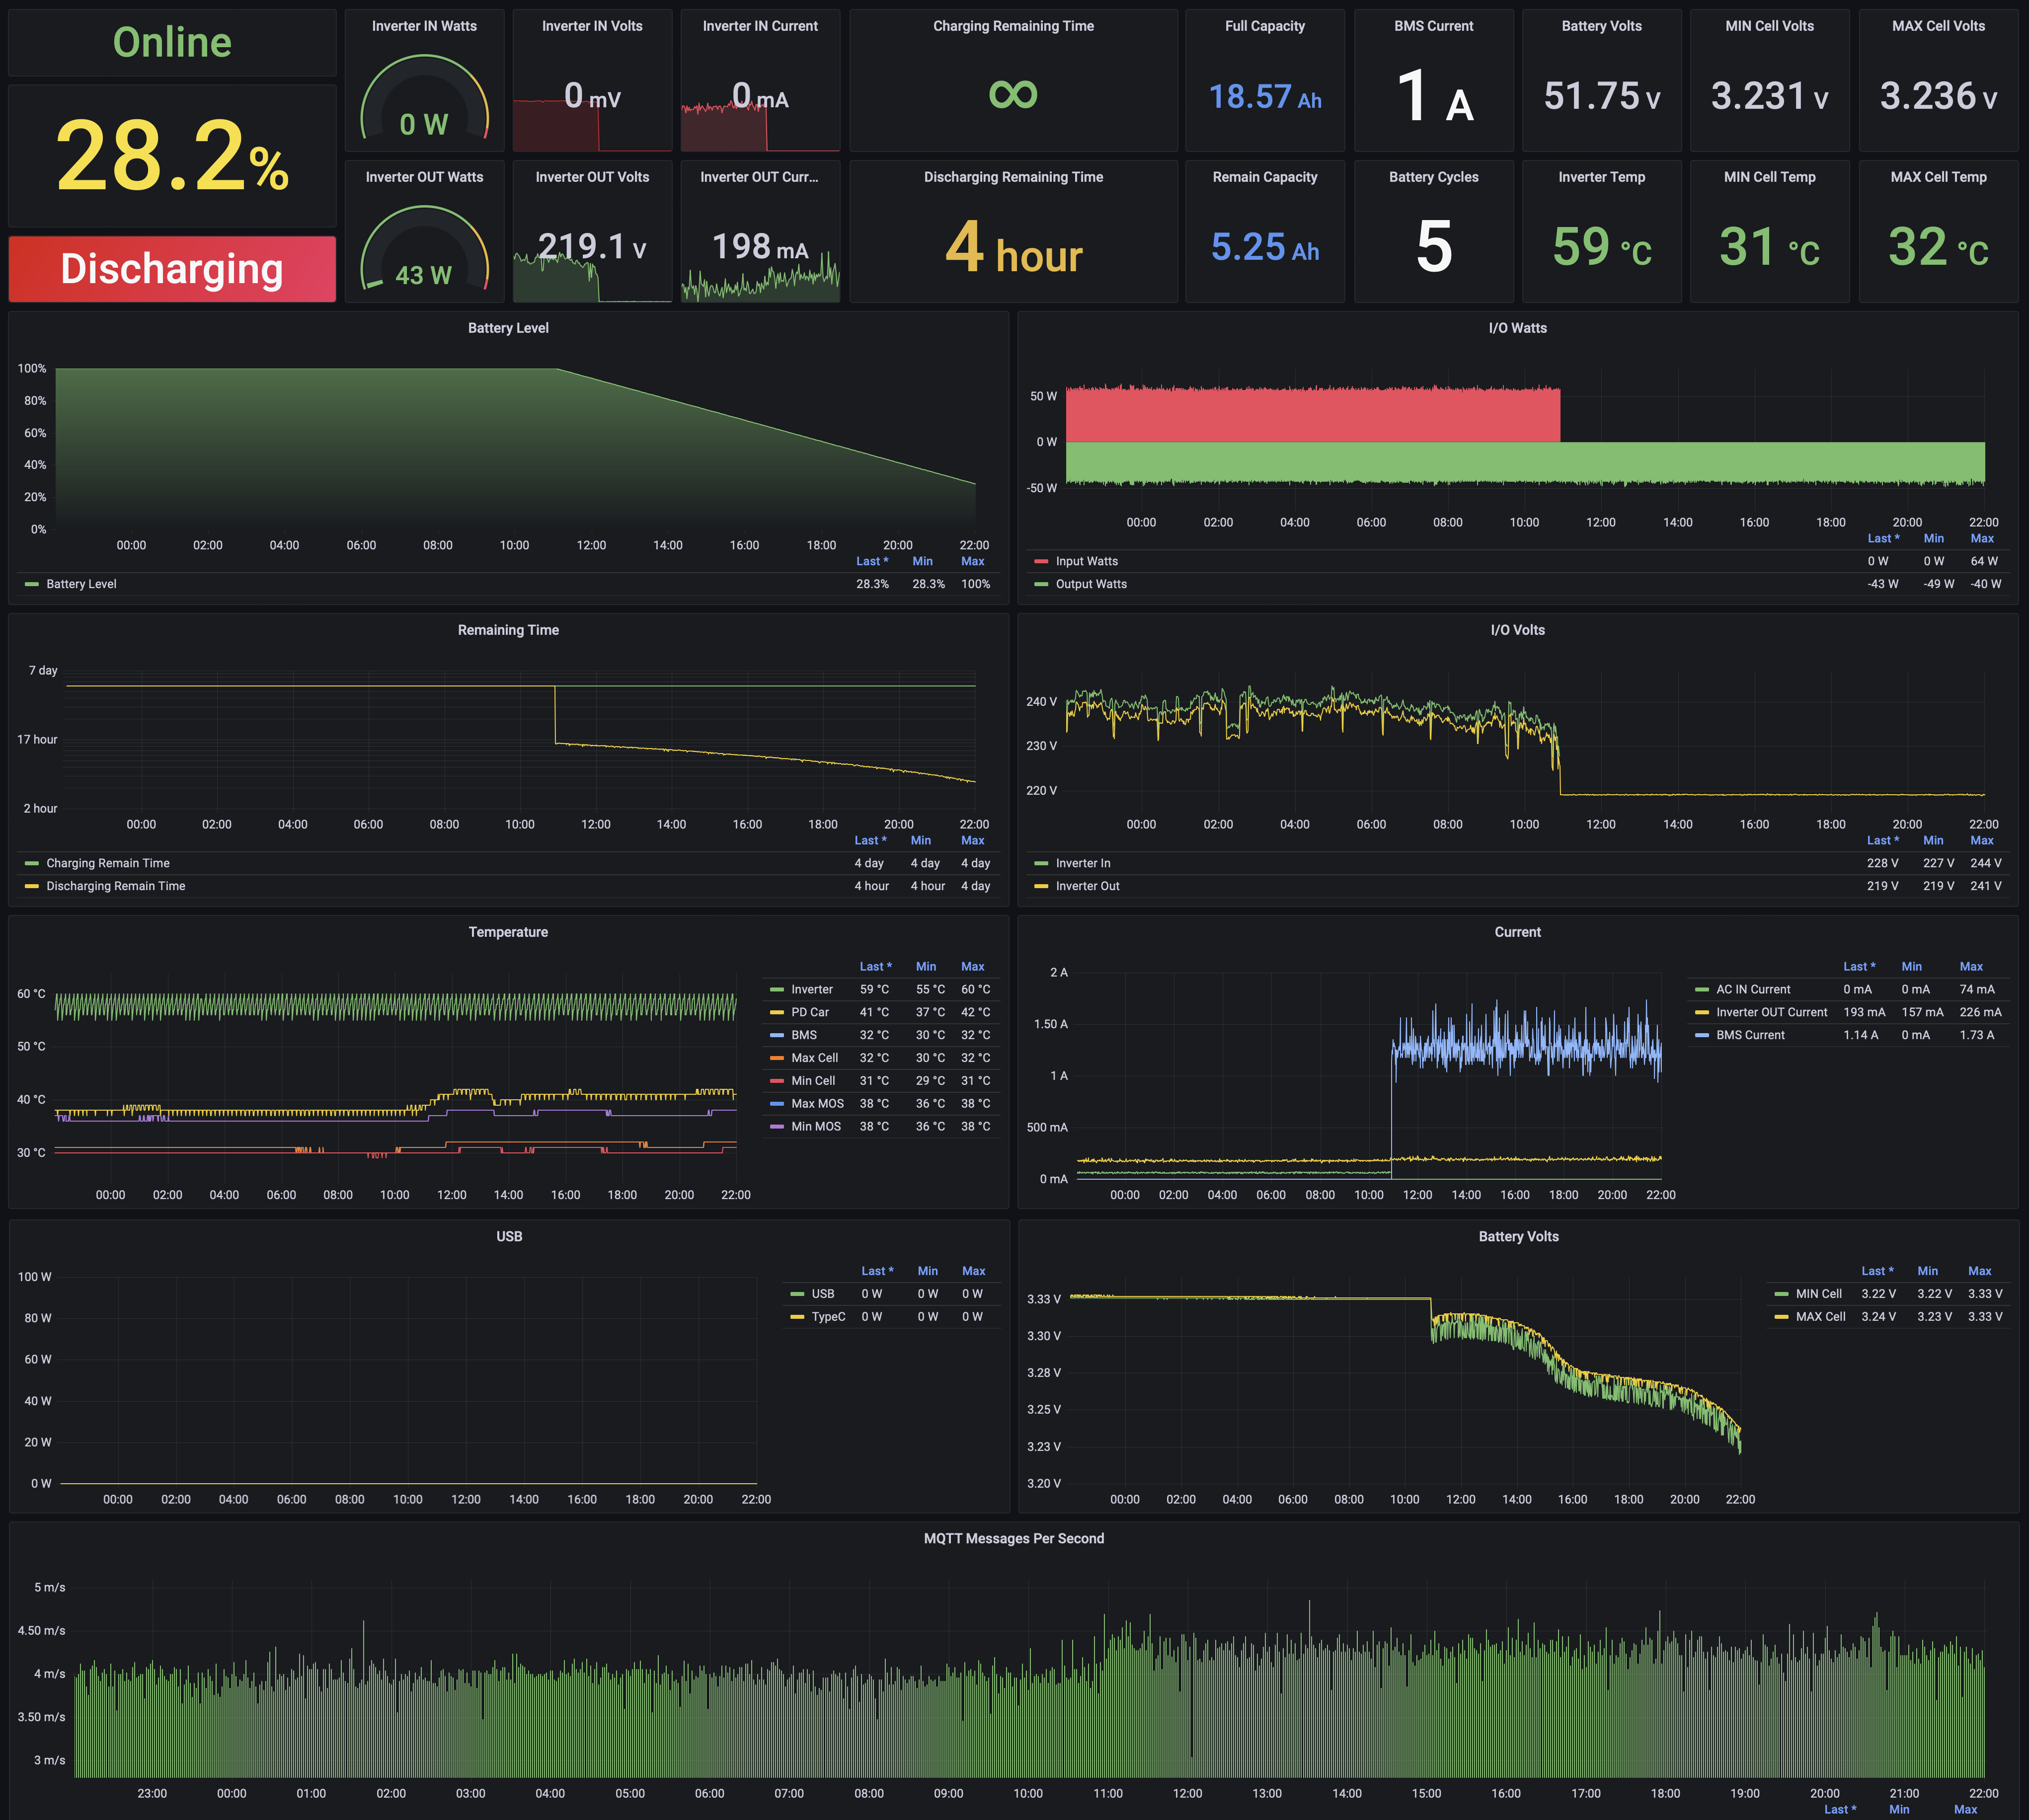 Online
28.2%
Discharging
Inverter IN Watts
0 W
Inverter IN Volts
0 mV
Inverter IN Current
0 mA
Charging Remaining Time
∞
Full Capacity
18.57 Ah
BMS Current
1 A
Battery Volts
51.75 V
MIN Cell Volts
3.231 V
MAX Cell Volts
3.236 V
Inverter OUT Watts
43 W
Inverter OUT Volts
219.1 V
Inverter OUT Curr...
198 mA
Discharging Remaining Time
4 hour
Remain Capacity
5.25 Ah
Battery Cycles
5
Inverter Temp
59 °C
MIN Cell Temp
31 °C
MAX Cell Temp
32 °C
Battery Level
100%
80%
60%
40%
20%
0%
00:00 02:00 04:00 06:00 08:00 10:00 12:00 14:00 16:00 18:00 20:00 22:00
Last * Min Max
Battery Level 28.3% 28.3% 100%
I/O Watts
50 W
0 W
-50 W
00:00 02:00 04:00 06:00 08:00 10:00 12:00 14:00 16:00 18:00 20:00 22:00
Last * Min Max
Input Watts 0 W 0 W 64 W
Output Watts -43 W -49 W -40 W
Remaining Time
7 day
17 hour
2 hour
00:00 02:00 04:00 06:00 08:00 10:00 12:00 14:00 16:00 18:00 20:00 22:00
Last * Min Max
Charging Remain Time 4 day 4 day 4 day
Discharging Remain Time 4 hour 4 hour 4 day
I/O Volts
240 V
230 V
220 V
00:00 02:00 04:00 06:00 08:00 10:00 12:00 14:00 16:00 18:00 20:00 22:00
Last * Min Max
Inverter In 228 V 227 V 244 V
Inverter Out 219 V 219 V 241 V
Temperature
60 °C
50 °C
40 °C
30 °C
00:00 02:00 04:00 06:00 08:00 10:00 12:00 14:00 16:00 18:00 20:00 22:00
Last * Min Max
Inverter 59 °C 55 °C 60 °C
PD Car 41 °C 37 °C 42 °C
BMS 32 °C 30 °C 32 °C
Max Cell 32 °C 30 °C 32 °C
Min Cell 31 °C 29 °C 31 °C
Max MOS 38 °C 36 °C 38 °C
Min MOS 38 °C 36 °C 38 °C
Current
2 A
1.50 A
1 A
500 mA
0 mA
00:00 02:00 04:00 06:00 08:00 10:00 12:00 14:00 16:00 18:00 20:00 22:00
Last * Min Max
AC IN Current 0 mA 0 mA 74 mA
Inverter OUT Current 193 mA 157 mA 226 mA
BMS Current 1.14 A 0 mA 1.73 A
USB
100 W
80 W
60 W
40 W
20 W
0 W
00:00 02:00 04:00 06:00 08:00 10:00 12:00 14:00 16:00 18:00 20:00 22:00
Last * Min Max
USB 0 W 0 W 0 W
TypeC 0 W 0 W 0 W
Battery Volts
3.33 V
3.30 V
3.28 V
3.25 V
3.23 V
3.20 V
00:00 02:00 04:00 06:00 08:00 10:00 12:00 14:00 16:00 18:00 20:00 22:00
Last * Min Max
MIN Cell 3.22 V 3.22 V 3.33 V
MAX Cell 3.24 V 3.23 V 3.33 V
MQTT Messages Per Second
5 m/s
4.50 m/s
4 m/s
3.50 m/s
3 m/s
23:00 00:00 01:00 02:00 03:00 04:00 05:00 06:00 07:00 08:00 09:00 10:00 11:00 12:00 13:00 14:00 15:00 16:00 17:00 18:00 19:00 20:00 21:00 22:00
Last * Min Max